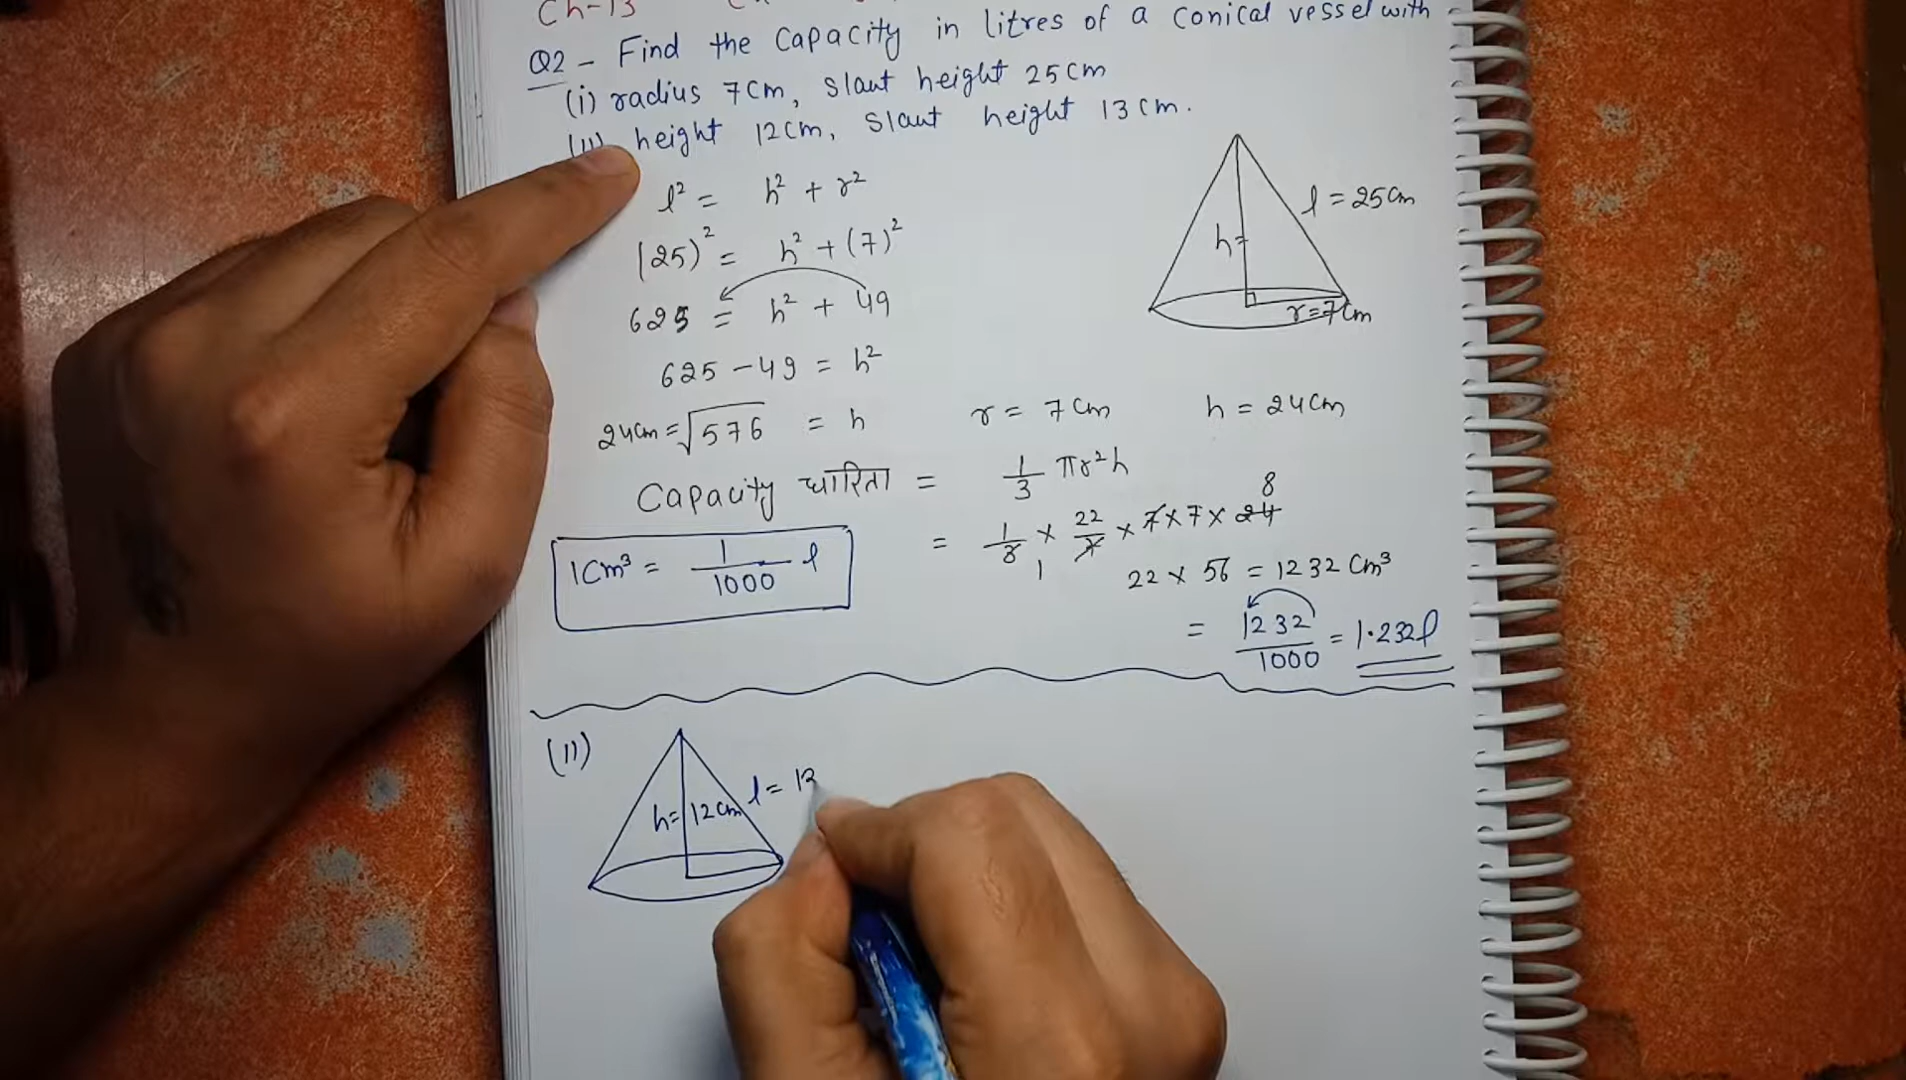 Ch-13
Q2 - Find the Capacity in litres of a conical vessel with
(i) radius 7cm, slant height 25cm
(ii) height 12cm, slant height 13cm.
l² = h² + r²
(25)² = h² + (7)²
625 = h² + 49
625 - 49 = h²
24cm = √576 = h
l = 25cm
h =
r = 7cm
r = 7cm h = 24cm
Capacity धारिता = 1/3 πr²h
= 1/3 × 22/7 × 7 × 7 × 24
1 8
22 × 56 = 1232 cm³
1cm³ = 1/1000 l
= 1232/1000 = 1.232l
(ii)
h = 12cm
l = 13